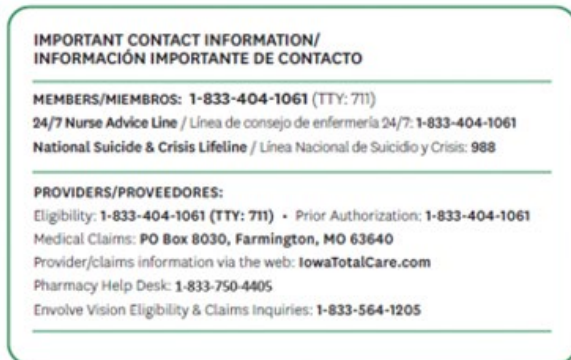 IMPORTANT CONTACT INFORMATION/
INFORMACIÓN IMPORTANTE DE CONTACTO
MEMBERS/MIEMBROS: 1-833-404-1061 (TTY: 711)
24/7 Nurse Advice Line / Línea de consejo de enfermería 24/7: 1-833-404-1061
National Suicide & Crisis Lifeline / Línea Nacional de Suicidio y Crisis: 988
PROVIDERS/PROVEEDORES:
Eligibility: 1-833-404-1061 (TTY: 711) • Prior Authorization: 1-833-404-1061
Medical Claims: PO Box 8030, Farmington, MO 63640
Provider/claims information via the web: IowaTotalCare.com
Pharmacy Help Desk: 1-833-750-4405
Envolve Vision Eligibility & Claims Inquiries: 1-833-564-1205